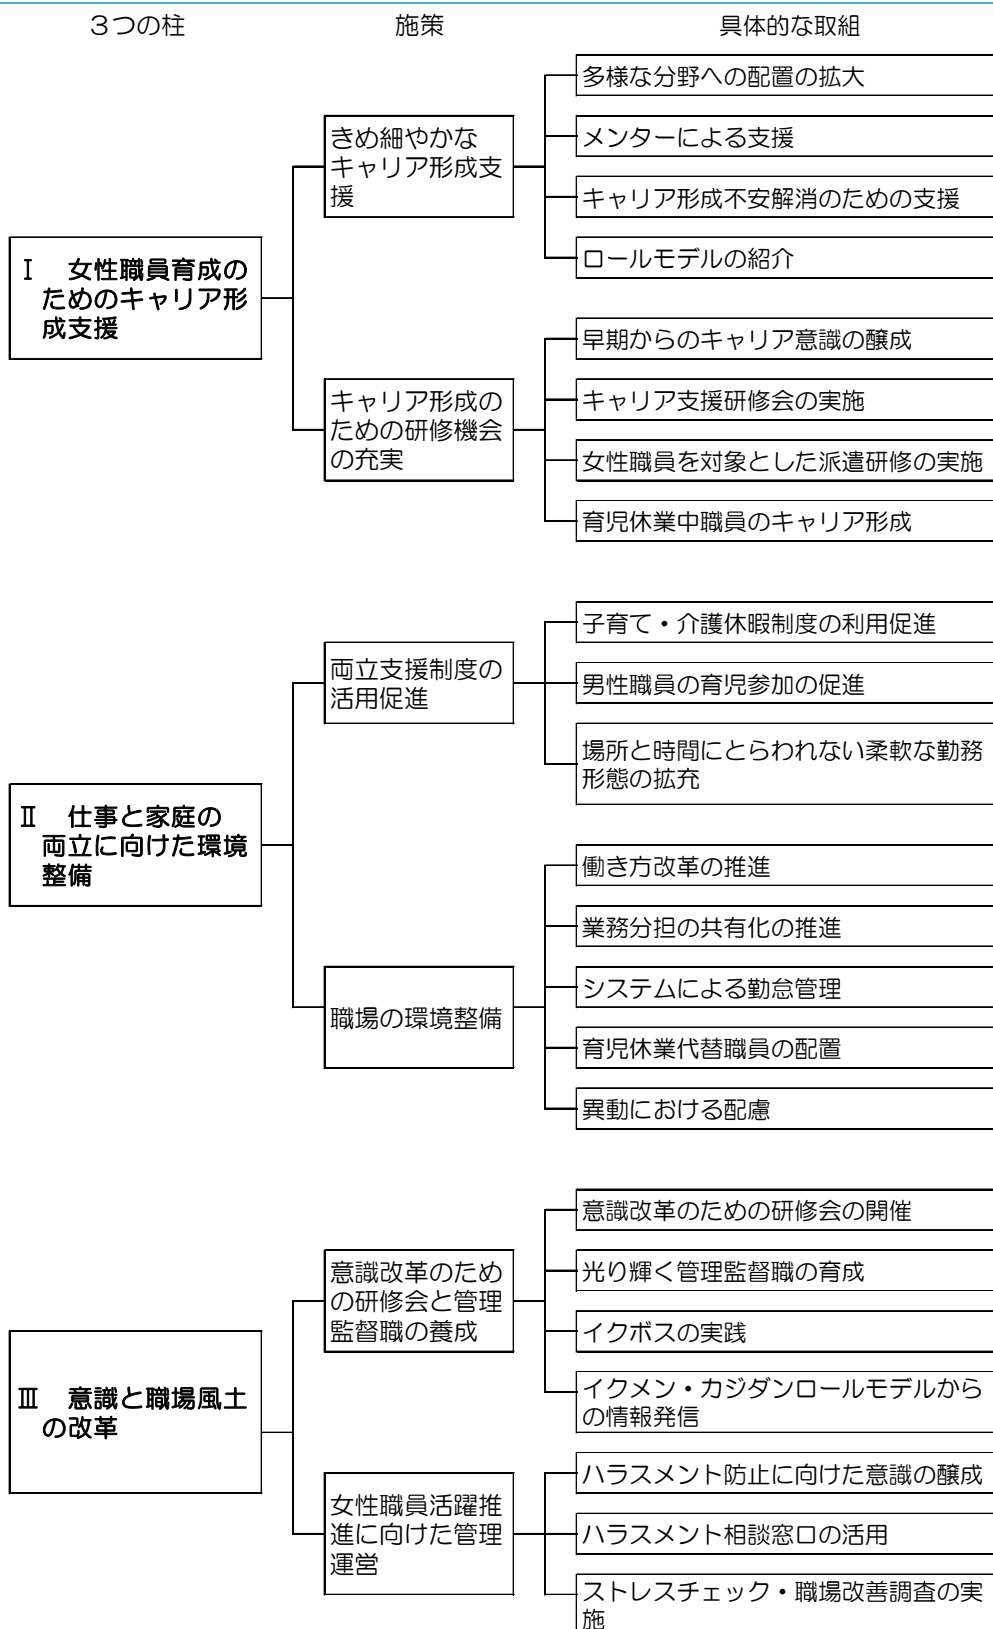 3つの柱 施策 具体的な取組
Ⅰ 女性職員育成の
ためのキャリア形
成支援
きめ細やかな
キャリア形成支
援
多様な分野への配置の拡大
メンターによる支援
キャリア形成不安解消のための支援
ロールモデルの紹介
キャリア形成の
ための研修機会
の充実
早期からのキャリア意識の醸成
キャリア支援研修会の実施
女性職員を対象とした派遣研修の実施
育児休業中職員のキャリア形成
Ⅱ 仕事と家庭の
両立に向けた環境
整備
両立支援制度の
活用促進
子育て・介護休暇制度の利用促進
男性職員の育児参加の促進
場所と時間にとらわれない柔軟な勤務
形態の拡充
職場の環境整備
働き方改革の推進
業務分担の共有化の推進
システムによる勤怠管理
育児休業代替職員の配置
異動における配慮
Ⅲ 意識と職場風土
の改革
意識改革のため
の研修会と管理
監督職の養成
意識改革のための研修会の開催
光り輝く管理監督職の育成
イクボスの実践
イクメン・カジダンロールモデルから
の情報発信
女性職員活躍推
進に向けた管理
運営
ハラスメント防止に向けた意識の醸成
ハラスメント相談窓口の活用
ストレスチェック・職場改善調査の実
施